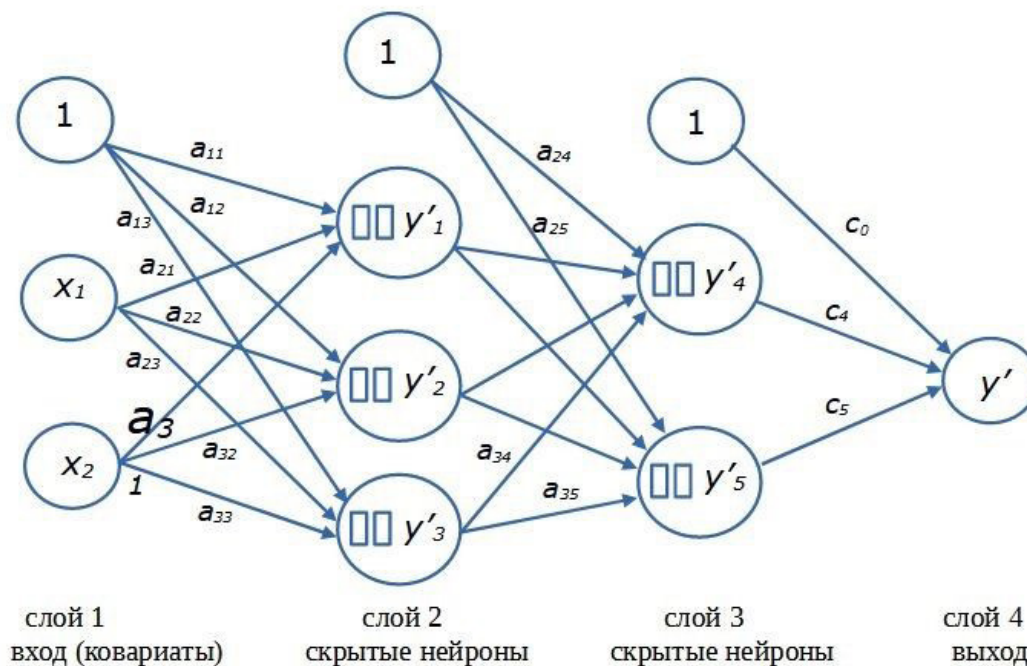 1
1
1
a₁₁
a₁₂
a₁₃
a₂₄
a₂₅
x₁
a₂₁
a₂₂
a₂₃
▯▯ y'₁
▯▯ y'₄
c₀
c₄
y'
x₂
a₃
1
a₃₂
a₃₃
▯▯ y'₂
a₃₄
a₃₅
▯▯ y'₃
▯▯ y'₅
c₅
слой 1
вход (ковариаты)
слой 2
скрытые нейроны
слой 3
скрытые нейроны
слой 4
выход